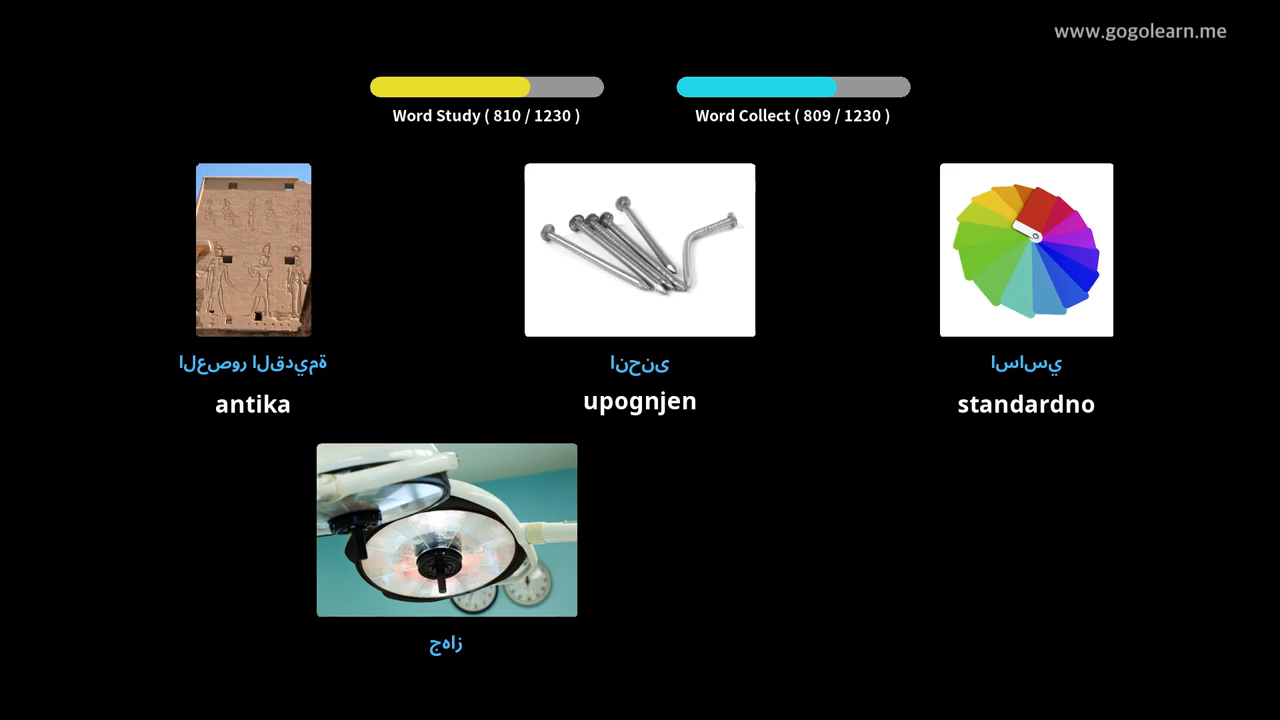 www.gogolearn.me
Word Study ( 810 / 1230 )
Word Collect ( 809 / 1230 )
العصور القديمة
انحنى
اساسي
antika
upognjen
standardno
جهاز